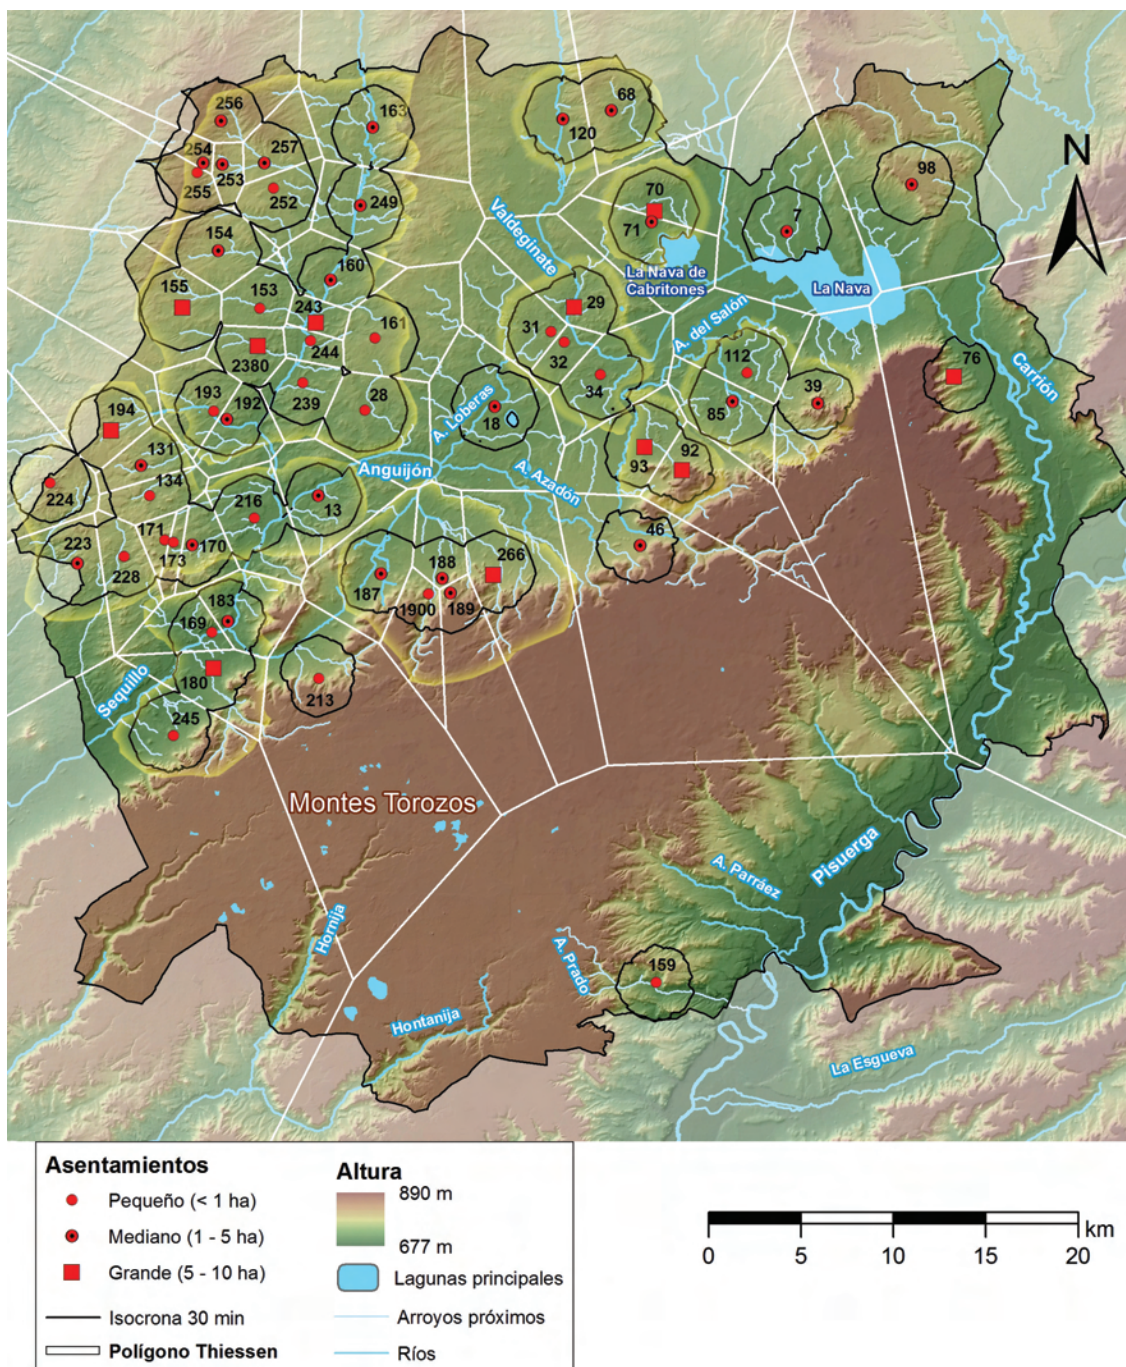 256
163
68
120
254
257
98
253
255
252
249
70
7
154
71
Valdeginate
160
La Nava de
Cabritones
La Nava
155
153
243
29
161
31
A. del Salón
244
32
2380
112
76
Carrión
34
39
193
192
239
28
A. Loberas
85
18
194
93
92
131
Anguijón
A. Azadón
224
134
216
13
46
171
223
170
173
228
188
266
187
1900
189
183
169
180
213
Sequillo
245
Montes Torozos
Pisuerga
A. Parráez
Hornija
A. Prado
159
Hontanija
La Esgueva
N
Asentamientos
Pequeño (< 1 ha)
Mediano (1 - 5 ha)
Grande (5 - 10 ha)
Isocrona 30 min
Polígono Thiessen
Altura
890 m
677 m
Lagunas principales
Arroyos próximos
Ríos
km
0 5 10 15 20